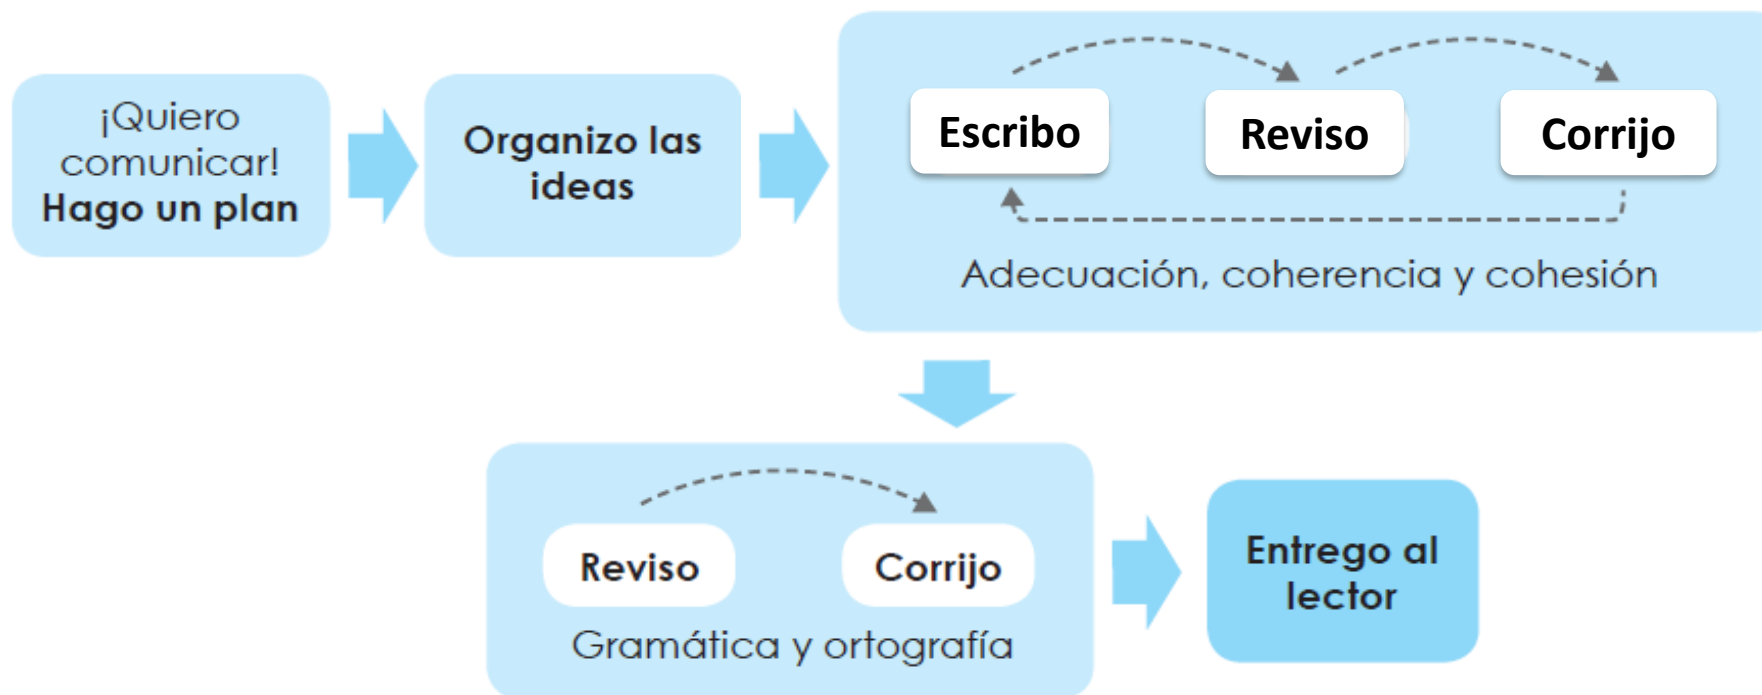 ¡Quiero
comunicar!
Hago un plan
Organizo las
ideas
Escribo
Reviso
Corrijo
Adecuación, coherencia y cohesión
Reviso
Corrijo
Gramática y ortografía
Entrego al
lector